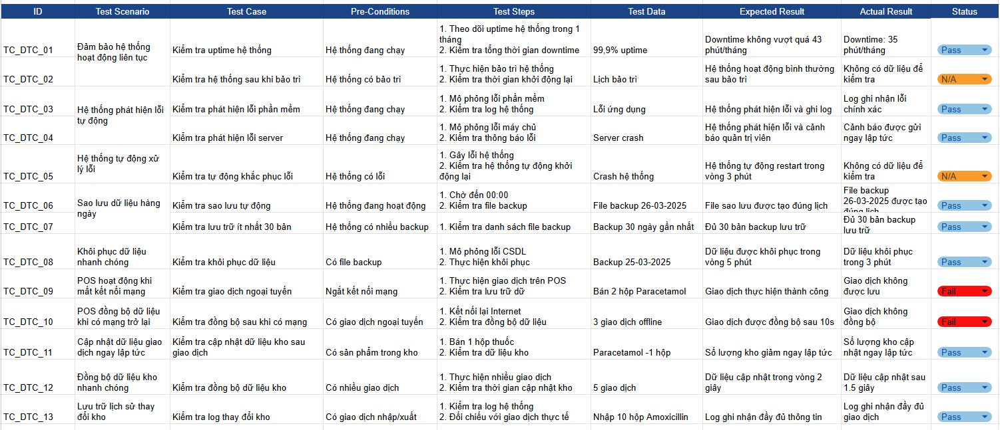 ID Test Scenario Test Case Pre-Conditions Test Steps Test Data Expected Result Actual Result Status
TC_DTC_01
Đảm bảo hệ thống
hoạt động liên tục
Kiểm tra uptime hệ thống
Hệ thống đang chạy
1. Theo dõi uptime hệ thống trong 1
tháng
2. Kiểm tra tổng thời gian downtime
99,9% uptime
Downtime không vượt quá 43
phút/tháng
Downtime: 35
phút/tháng
Pass
TC_DTC_02
Kiểm tra hệ thống sau khi bảo trì
Hệ thống có bảo trì
1. Thực hiện bảo trì hệ thống
2. Kiểm tra thời gian khởi động lại
Lịch bảo trì
Hệ thống hoạt động bình thường
sau bảo trì
Không có dữ liệu để
kiểm tra
N/A
TC_DTC_03
Hệ thống phát hiện lỗi
tự động
Kiểm tra phát hiện lỗi phần mềm
Hệ thống đang chạy
1. Mô phỏng lỗi phần mềm
2. Kiểm tra log hệ thống
Lỗi ứng dụng
Hệ thống phát hiện lỗi và ghi log
Log ghi nhận lỗi
chính xác
Pass
TC_DTC_04
Kiểm tra phát hiện lỗi server
Hệ thống đang chạy
1. Mô phỏng lỗi máy chủ
2. Kiểm tra thông báo lỗi
Server crash
Hệ thống phát hiện lỗi và cảnh
báo quản trị viên
Cảnh báo được gửi
ngay lập tức
Pass
TC_DTC_05
Hệ thống tự động xử
lý lỗi
Kiểm tra tự động khắc phục lỗi
Hệ thống có lỗi
1. Gây lỗi hệ thống
2. Kiểm tra hệ thống tự động khởi
động lại
Crash hệ thống
Hệ thống tự động restart trong
vòng 3 phút
Không có dữ liệu để
kiểm tra
N/A
TC_DTC_06
Sao lưu dữ liệu hàng
ngày
Kiểm tra sao lưu tự động
Hệ thống đang hoạt động
1. Chờ đến 00:00
2. Kiểm tra file backup
File backup 26-03-2025
File sao lưu được tạo đúng lịch
File backup
26-03-2025 được tạo
đúng lịch
Pass
TC_DTC_07
Kiểm tra lưu trữ ít nhất 30 bản
Hệ thống có nhiều backup
1. Kiểm tra danh sách file backup
Backup 30 ngày gần nhất
Đủ 30 bản backup lưu trữ
Đủ 30 bản backup
lưu trữ
Pass
TC_DTC_08
Khôi phục dữ liệu
nhanh chóng
Kiểm tra khôi phục dữ liệu
Có file backup
1. Mô phỏng lỗi CSDL
2. Thực hiện khôi phục
Backup 25-03-2025
Dữ liệu được khôi phục trong
vòng 5 phút
Dữ liệu khôi phục
trong 3 phút
Pass
TC_DTC_09
POS hoạt động khi
mất kết nối mạng
Kiểm tra giao dịch ngoại tuyến
Ngắt kết nối mạng
1. Thực hiện giao dịch trên POS
2. Kiểm tra lưu trữ dữ
Bán 2 hộp Paracetamol
Giao dịch thực hiện thành công
Giao dịch không
được lưu
Fail
TC_DTC_10
POS đồng bộ dữ liệu
khi có mạng trở lại
Kiểm tra đồng bộ sau khi có mạng
Có giao dịch ngoại tuyến
1. Kết nối lại Internet
2. Kiểm tra đồng bộ dữ liệu
3 giao dịch offline
Giao dịch được đồng bộ sau 10s
Giao dịch không
đồng bộ
Fail
TC_DTC_11
Cập nhật dữ liệu giao
dịch ngay lập tức
Kiểm tra cập nhật dữ liệu kho sau
giao dịch
Có sản phẩm trong kho
1. Bán 1 hộp thuốc
2. Kiểm tra dữ liệu kho
Paracetamol -1 hộp
Số lượng kho giảm ngay lập tức
Số lượng kho cập
nhật ngay lập tức
Pass
TC_DTC_12
Đồng bộ dữ liệu kho
nhanh chóng
Kiểm tra đồng bộ dữ liệu kho
Có nhiều giao dịch
1. Thực hiện nhiều giao dịch
2. Kiểm tra thời gian cập nhật kho
5 giao dịch
Dữ liệu cập nhật trong vòng 2
giây
Dữ liệu cập nhật sau
1.5 giây
Pass
TC_DTC_13
Lưu trữ lịch sử thay
đổi kho
Kiểm tra log thay đổi kho
Có giao dịch nhập/xuất
1. Kiểm tra log hệ thống
2. Đối chiếu với giao dịch thực tế
Nhập 10 hộp Amoxicillin
Log ghi nhận đầy đủ thông tin
Log ghi nhận đầy đủ
giao dịch
Pass